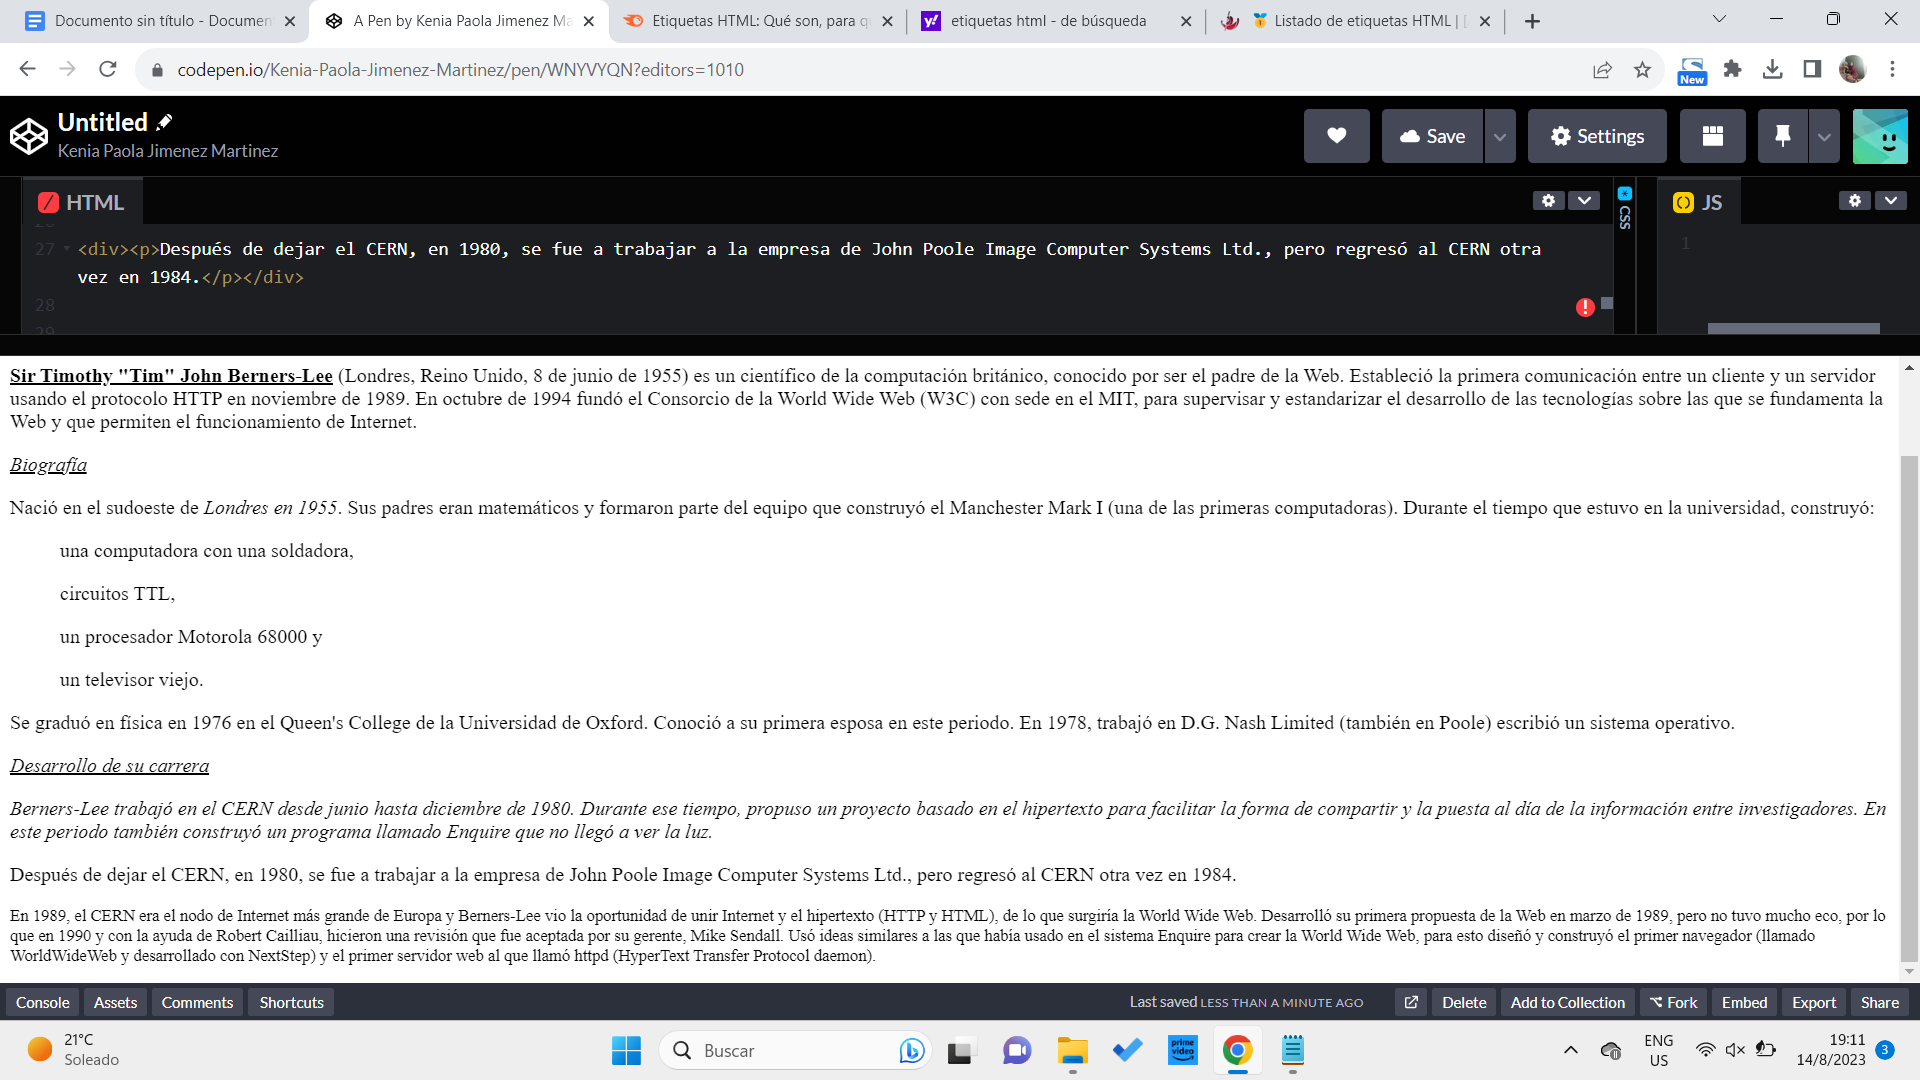 Documento sin título - Documen
A Pen by Kenia Paola Jimenez Ma
Etiquetas HTML: Qué son, para q
etiquetas html - de búsqueda
Listado de etiquetas HTML |
codepen.io/Kenia-Paola-Jimenez-Martinez/pen/WNYVYQN?editors=1010
New
Untitled
Kenia Paola Jimenez Martinez
Save
Settings
HTML
CSS
JS
27 <div><p>Después de dejar el CERN, en 1980, se fue a trabajar a la empresa de John Poole Image Computer Systems Ltd., pero regresó al CERN otra
vez en 1984.</p></div>
28
29
1
Sir Timothy "Tim" John Berners-Lee (Londres, Reino Unido, 8 de junio de 1955) es un científico de la computación británico, conocido por ser el padre de la Web. Estableció la primera comunicación entre un cliente y un servidor
usando el protocolo HTTP en noviembre de 1989. En octubre de 1994 fundó el Consorcio de la World Wide Web (W3C) con sede en el MIT, para supervisar y estandarizar el desarrollo de las tecnologías sobre las que se fundamenta la
Web y que permiten el funcionamiento de Internet.
Biografía
Nació en el sudoeste de Londres en 1955. Sus padres eran matemáticos y formaron parte del equipo que construyó el Manchester Mark I (una de las primeras computadoras). Durante el tiempo que estuvo en la universidad, construyó:
una computadora con una soldadora,
circuitos TTL,
un procesador Motorola 68000 y
un televisor viejo.
Se graduó en física en 1976 en el Queen's College de la Universidad de Oxford. Conoció a su primera esposa en este periodo. En 1978, trabajó en D.G. Nash Limited (también en Poole) escribió un sistema operativo.
Desarrollo de su carrera
Berners-Lee trabajó en el CERN desde junio hasta diciembre de 1980. Durante ese tiempo, propuso un proyecto basado en el hipertexto para facilitar la forma de compartir y la puesta al día de la información entre investigadores. En
este periodo también construyó un programa llamado Enquire que no llegó a ver la luz.
Después de dejar el CERN, en 1980, se fue a trabajar a la empresa de John Poole Image Computer Systems Ltd., pero regresó al CERN otra vez en 1984.
En 1989, el CERN era el nodo de Internet más grande de Europa y Berners-Lee vio la oportunidad de unir Internet y el hipertexto (HTTP y HTML), de lo que surgiría la World Wide Web. Desarrolló su primera propuesta de la Web en marzo de 1989, pero no tuvo mucho eco, por lo
que en 1990 y con la ayuda de Robert Cailliau, hicieron una revisión que fue aceptada por su gerente, Mike Sendall. Usó ideas similares a las que había usado en el sistema Enquire para crear la World Wide Web, para esto diseñó y construyó el primer navegador (llamado
WorldWideWeb y desarrollado con NextStep) y el primer servidor web al que llamó httpd (HyperText Transfer Protocol daemon).
Console
Assets
Comments
Shortcuts
Last saved LESS THAN A MINUTE AGO
Delete
Add to Collection
Fork
Embed
Export
Share
21°C
Soleado
Buscar
prime video
ENG
US
19:11
14/8/2023
3